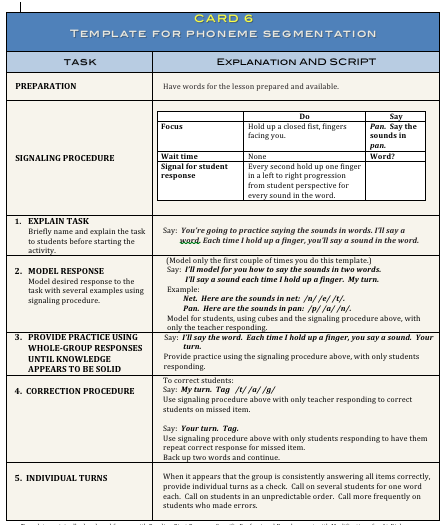 CARD 6
TEMPLATE FOR PHONEME SEGMENTATION
TASK
EXPLANATION AND SCRIPT
PREPARATION
Have words for the lesson prepared and available.
SIGNALING PROCEDURE
Do
Say
Focus
Hold up a closed fist, fingers
facing you.
Pan. Say the
sounds in
pan.
Wait time
None
Word?
Signal for student
response
Every second hold up one finger
in a left to right progression
from student perspective for
every sound in the word.
1. EXPLAIN TASK
Briefly name and explain the task
to students before starting the
activity.
Say: You're going to practice saying the sounds in words. I'll say a
word. Each time I hold up a finger, you'll say a sound in the word.
2. MODEL RESPONSE
Model desired response to the
task with several examples using
signaling procedure.
(Model only the first couple of times you do this template.)
Say: I'll model for you how to say the sounds in two words.
I'll say a sound each time I hold up a finger. My turn.
Example:
Net. Here are the sounds in net: /n/ /e/ /t/.
Pan. Here are the sounds in pan: /p/ /a/ /n/.
Model for students, using cubes and the signaling procedure above, with
only the teacher responding.
3. PROVIDE PRACTICE USING
WHOLE-GROUP RESPONSES
UNTIL KNOWLEDGE
APPEARS TO BE SOLID
Say: I'll say the word. Each time I hold up a finger, you say a sound. Your
turn.
Provide practice using the signaling procedure above, with only students
responding.
4. CORRECTION PROCEDURE
To correct students:
Say: My turn. Tag /t/ /a/ /g/
Use signaling procedure above with only teacher responding to correct
students on missed item.
Say: Your turn. Tag.
Use signaling procedure above with only students responding to have them
repeat correct response for missed item.
Back up two words and continue.
5. INDIVIDUAL TURNS
When it appears that the group is consistently answering all items correctly,
provide individual turns as a check. Call on several students for one word
each. Call on students in an unpredictable order. Call more frequently on
students who made errors.